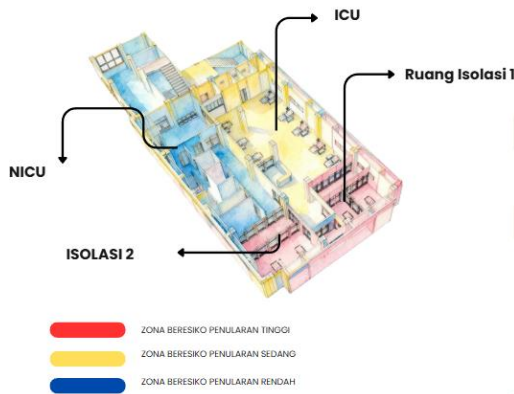 ICU
Ruang Isolasi 1
NICU
ISOLASI 2
ZONA BERESIKO PENULARAN TINGGI
ZONA BERESIKO PENULARAN SEDANG
ZONA BERESIKO PENULARAN RENDAH